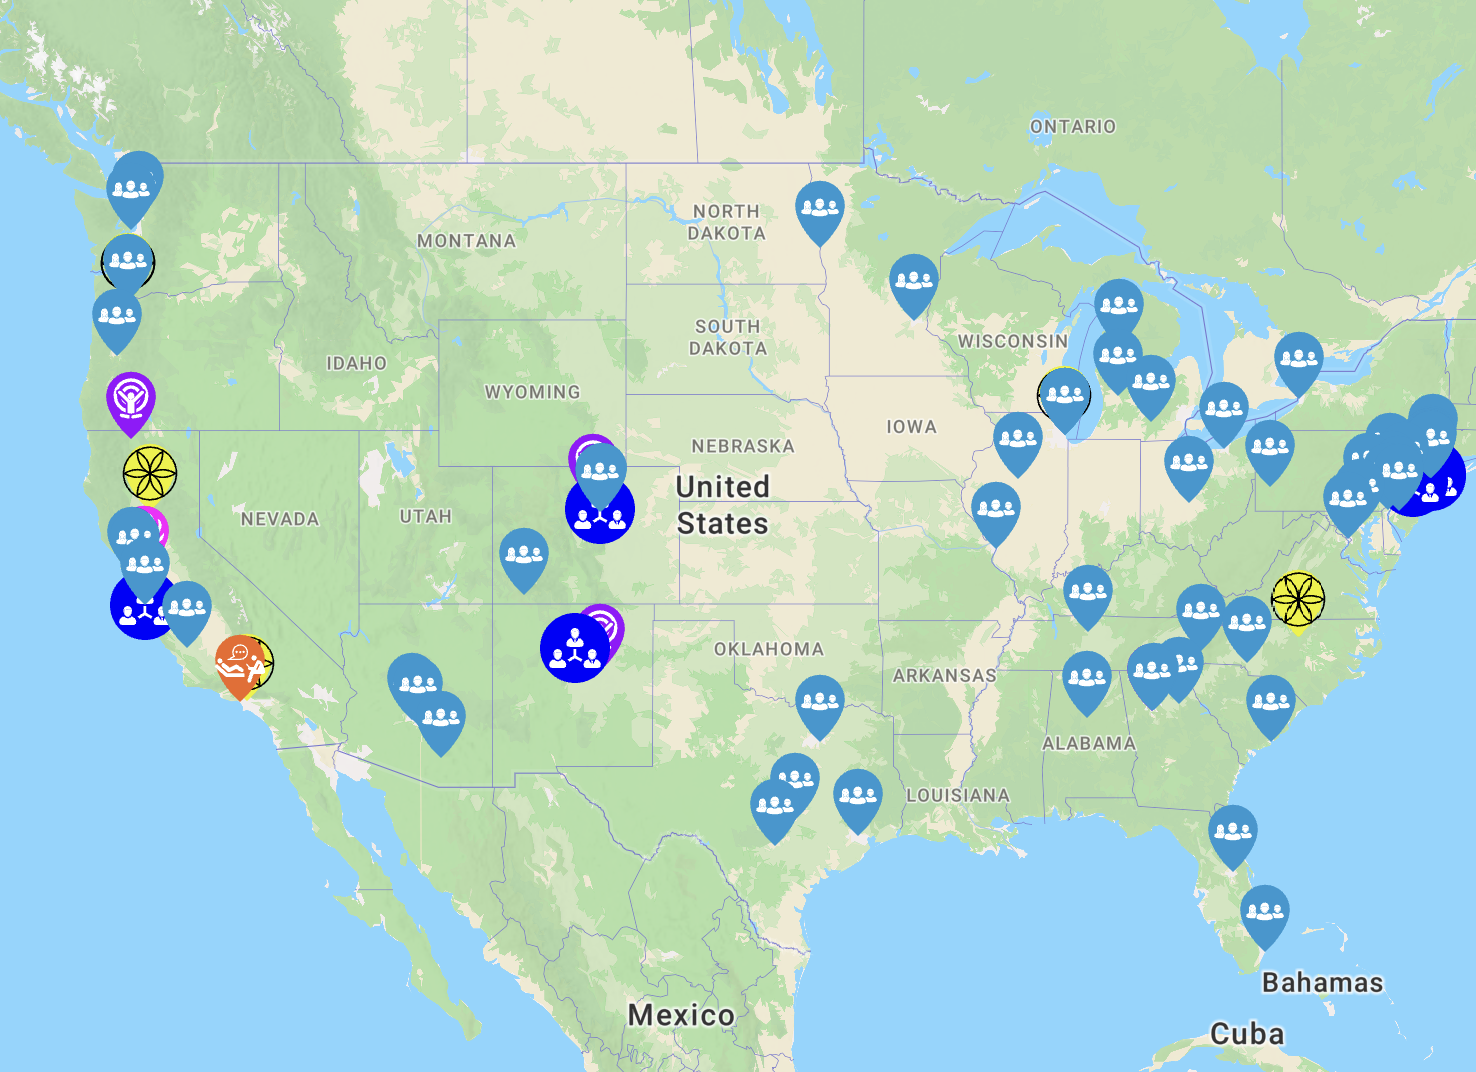 ONTARIO
NORTH
DAKOTA
MONTANA
SOUTH
DAKOTA
WISCONSIN
IDAHO
WYOMING
IOWA
NEBRASKA
United
States
NEVADA
UTAH
OKLAHOMA
ARKANSAS
ALABAMA
LOUISIANA
Bahamas
Mexico
Cuba